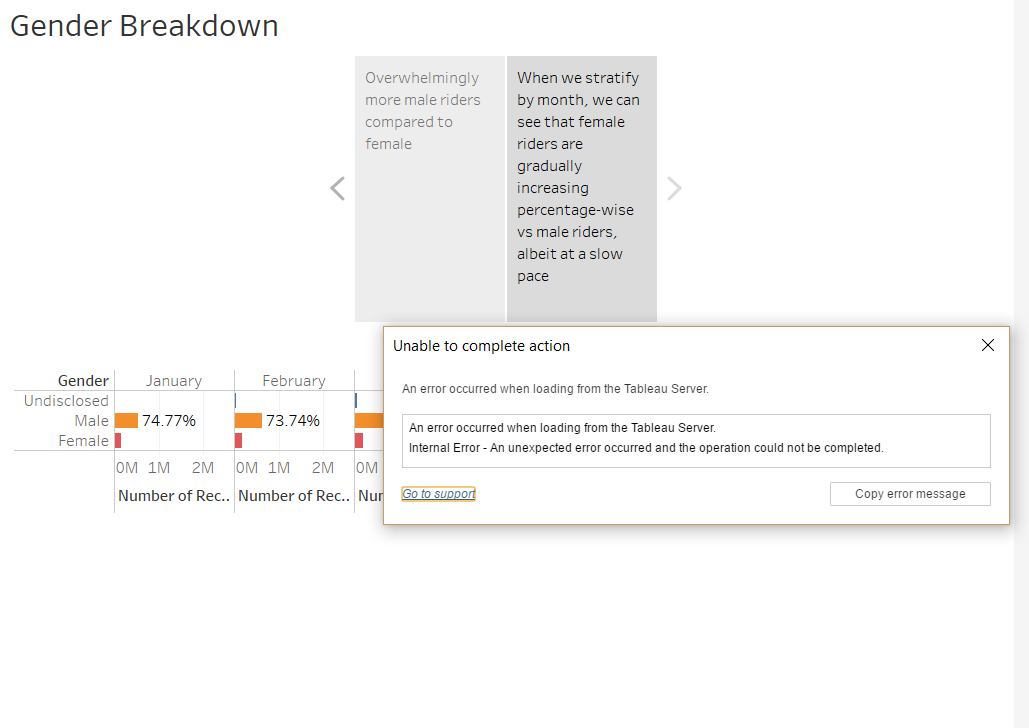 Gender Breakdown
Overwhelmingly
more male riders
compared to
female
When we stratify
by month, we can
see that female
riders are
gradually
increasing
percentage-wise
vs male riders,
albeit at a slow
pace
Unable to complete action
An error occurred when loading from the Tableau Server.
An error occurred when loading from the Tableau Server.
Internal Error - An unexpected error occurred and the operation could not be completed.
Go to support
Copy error message
Gender January February
Undisclosed
Male 74.77% 73.74%
Female
0M 1M 2M 0M 1M 2M 0M
Number of Rec.. Number of Rec..